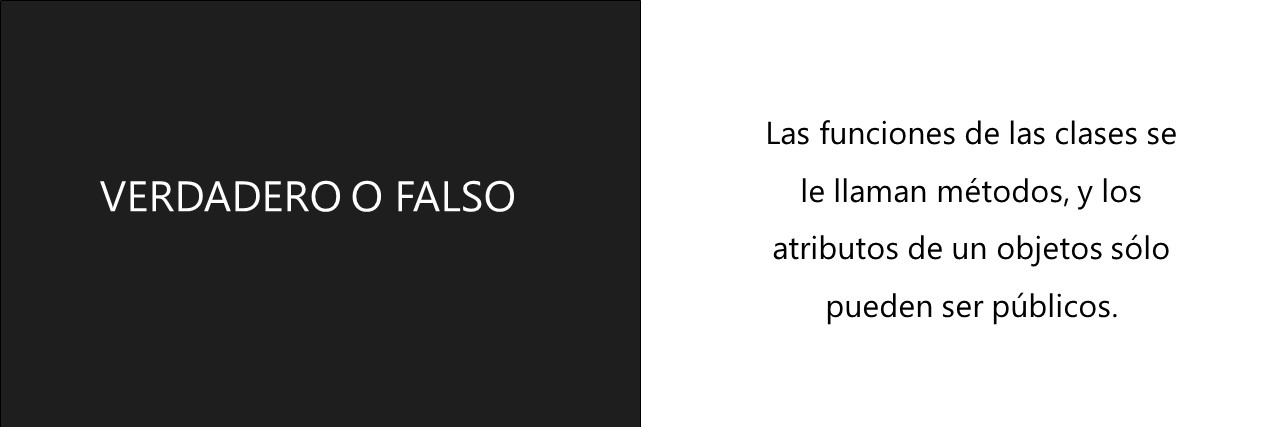 VERDADERO O FALSO
Las funciones de las clases se
le llaman métodos, y los
atributos de un objetos sólo
pueden ser públicos.